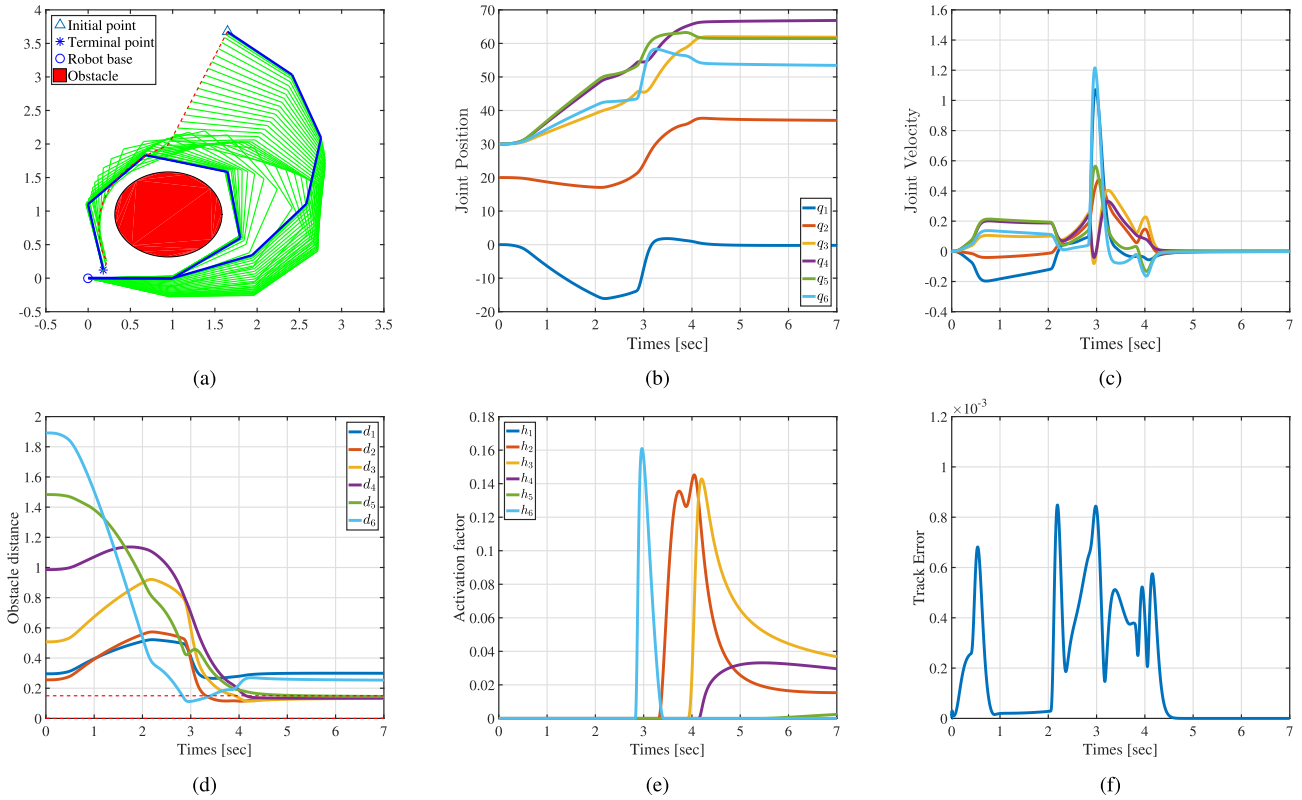 Initial point
Terminal point
Robot base
Obstacle
4
3.5
3
2.5
2
1.5
1
0.5
0
-0.5
-0.5 0 0.5 1 1.5 2 2.5 3 3.5
(a)
Joint Position
70
60
50
40
30
20
10
0
-10
-20
q1
q2
q3
q4
q5
q6
0 1 2 3 4 5 6 7
Times [sec]
(b)
Joint Velocity
1.6
1.4
1.2
1
0.8
0.6
0.4
0.2
0
-0.2
-0.4
q1
q2
q3
q4
q5
q6
0 1 2 3 4 5 6 7
Times [sec]
(c)
Obstacle distance
2
1.8
1.6
1.4
1.2
1
0.8
0.6
0.4
0.2
0
d1
d2
d3
d4
d5
d6
0 1 2 3 4 5 6 7
Times [sec]
(d)
Activation factor
0.18
0.16
0.14
0.12
0.1
0.08
0.06
0.04
0.02
0
h1
h2
h3
h4
h5
h6
0 1 2 3 4 5 6 7
Times [sec]
(e)
Track Error
×10⁻³
1.2
1
0.8
0.6
0.4
0.2
0
0 1 2 3 4 5 6 7
Times [sec]
(f)